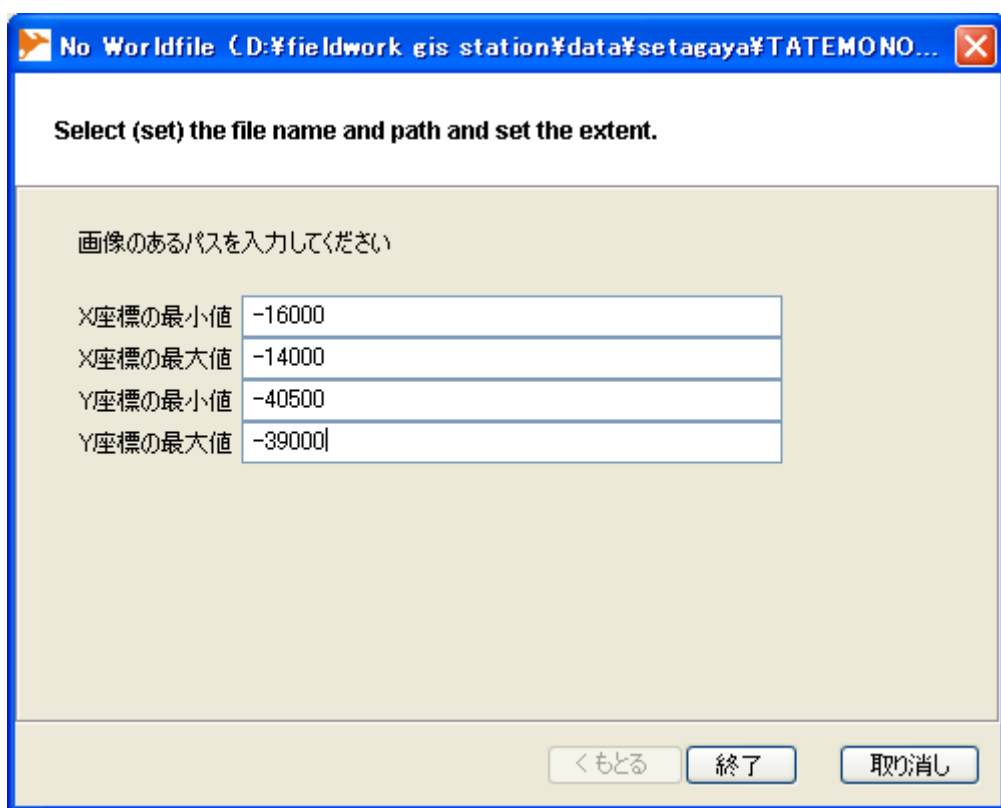 No Worldfile (D:¥fieldwork gis station¥data¥setagaya¥TATEMONO...
Select (set) the file name and path and set the extent.
画像のあるパスを入力してください
X座標の最小値 -16000
X座標の最大値 -14000
Y座標の最小値 -40500
Y座標の最大値 -39000
< もとる 終了 取り消し